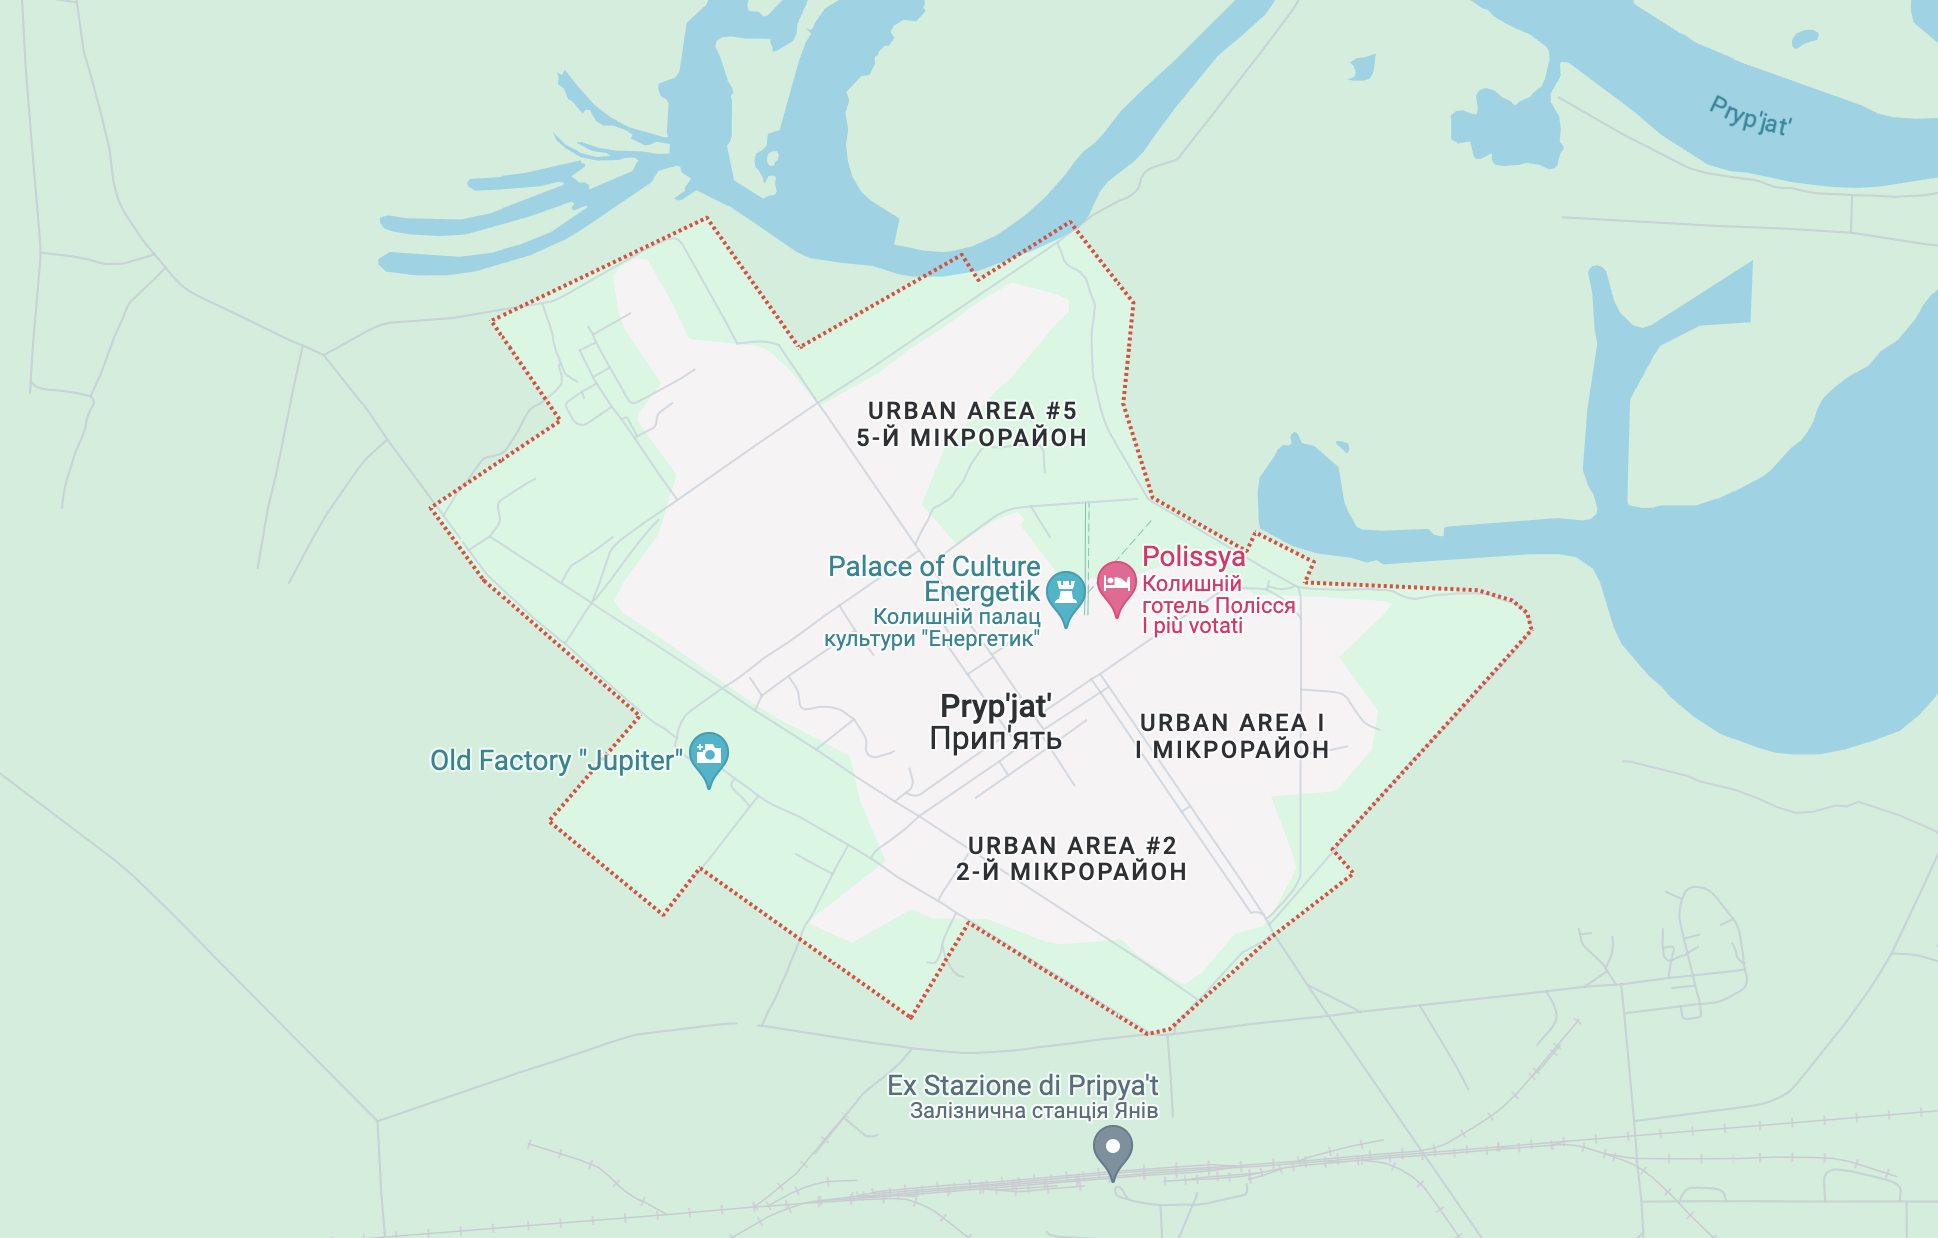 Pryp'jat'
URBAN AREA #5
5-Й МІКРОРАЙОН
Palace of Culture
Energetik
Колишній палац
культури "Енергетик"
Polissya
Колишній
готель Полісся
I più votati
Pryp'jat'
Прип'ять
URBAN AREA I
І МІКРОРАЙОН
Old Factory "Jupiter"
URBAN AREA #2
2-Й МІКРОРАЙОН
Ex Stazione di Pripya't
Залізнична станція Янів